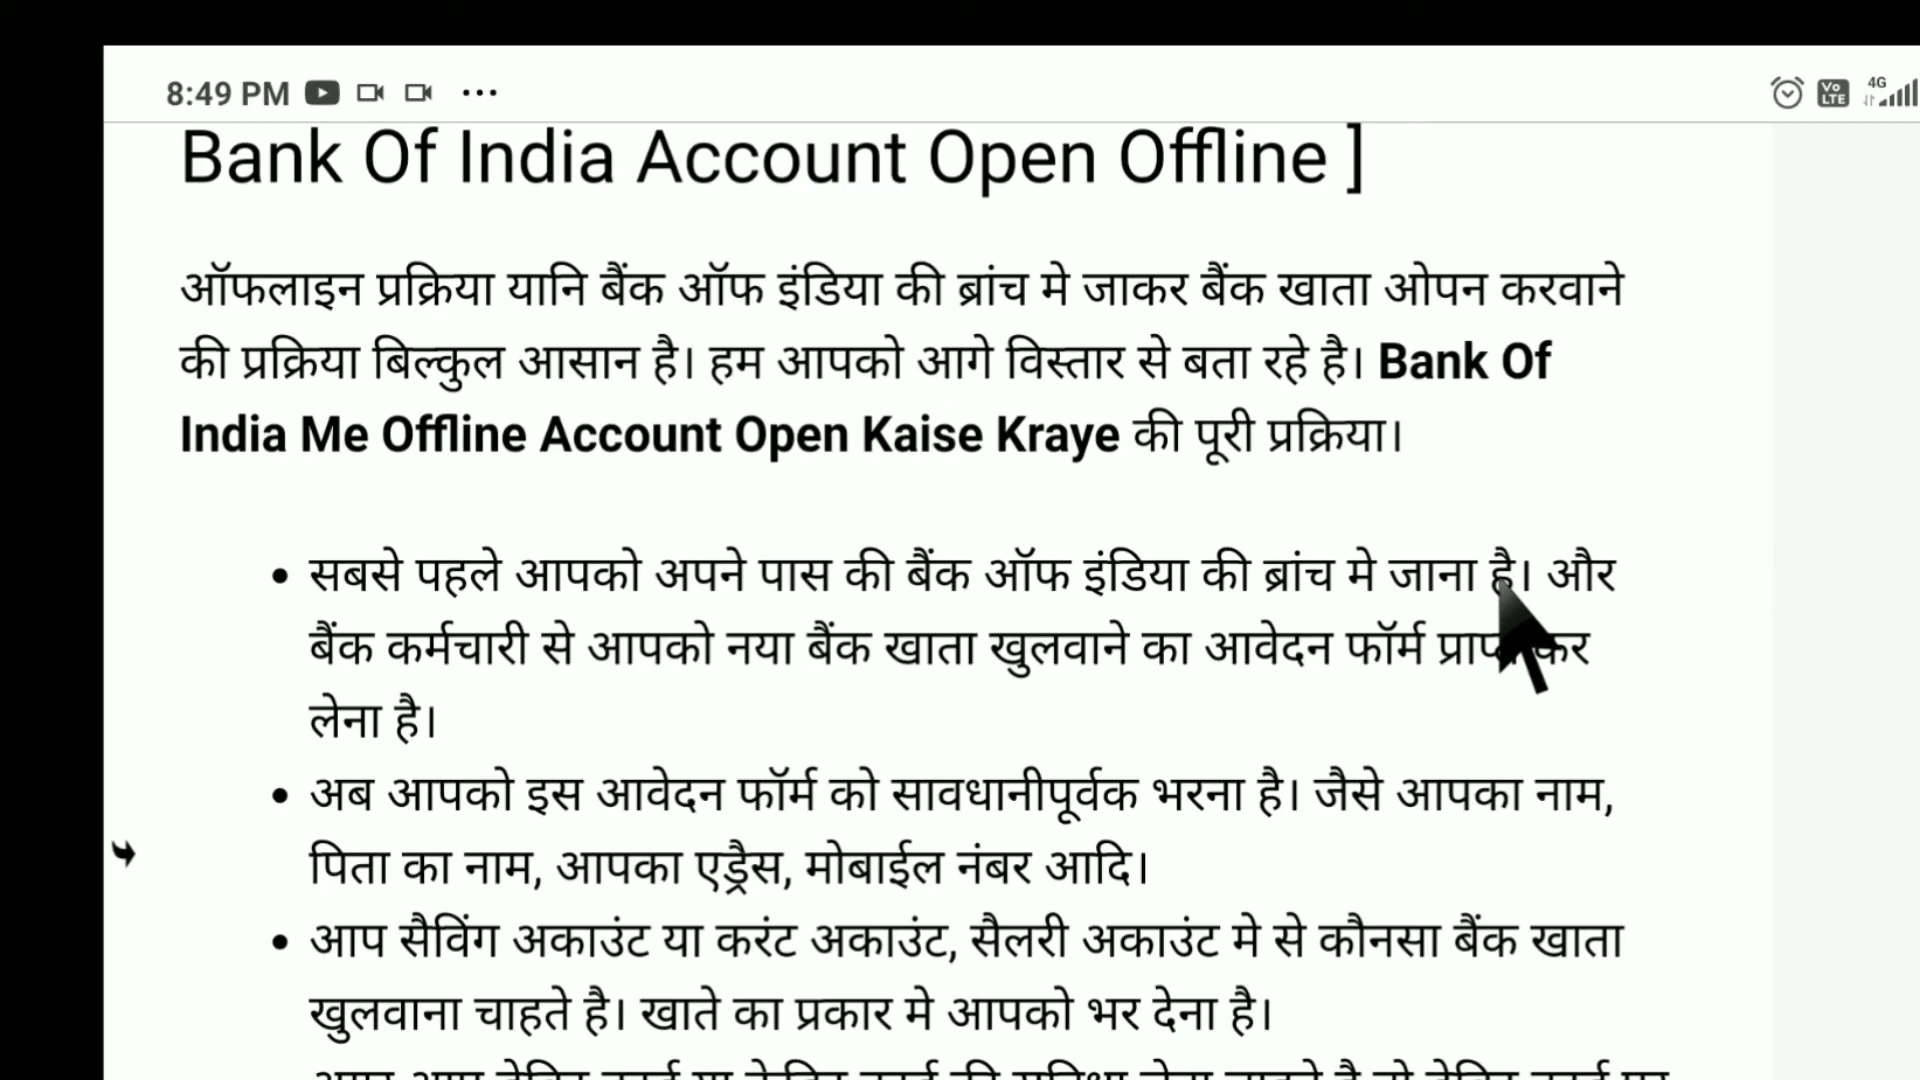 8:49 PM
4G
Vo
LTE
Bank Of India Account Open Offline ]
ऑफलाइन प्रक्रिया यानि बैंक ऑफ इंडिया की ब्रांच मे जाकर बैंक खाता ओपन करवाने
की प्रक्रिया बिल्कुल आसान है। हम आपको आगे विस्तार से बता रहे है। Bank Of
India Me Offline Account Open Kaise Kraye की पूरी प्रक्रिया।
• सबसे पहले आपको अपने पास की बैंक ऑफ इंडिया की ब्रांच मे जाना है। और
बैंक कर्मचारी से आपको नया बैंक खाता खुलवाने का आवेदन फॉर्म प्राप्त कर
लेना है।
• अब आपको इस आवेदन फॉर्म को सावधानीपूर्वक भरना है। जैसे आपका नाम,
पिता का नाम, आपका एड्रैस, मोबाईल नंबर आदि।
• आप सैविंग अकाउंट या करंट अकाउंट, सैलरी अकाउंट मे से कौनसा बैंक खाता
खुलवाना चाहते है। खाते का प्रकार मे आपको भर देना है।